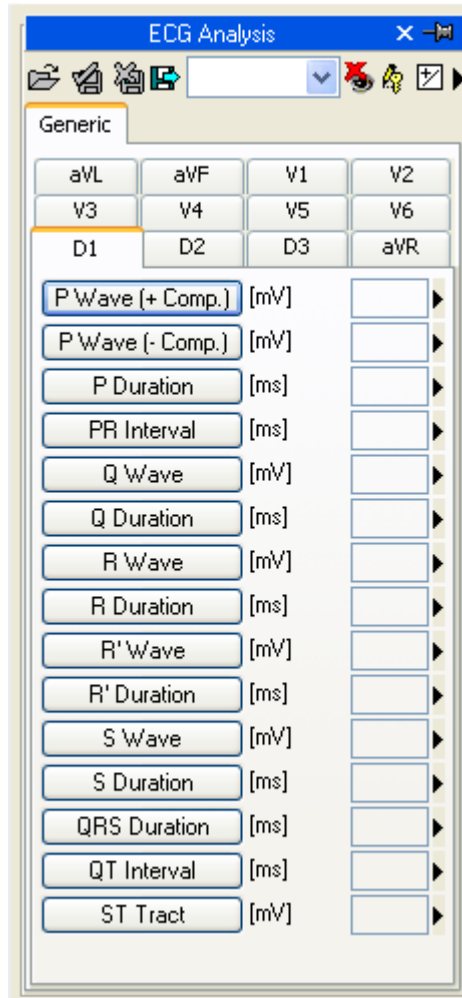 ECG Analysis
Generic
aVL aVF V1 V2
V3 V4 V5 V6
D1 D2 D3 aVR
P Wave (+ Comp.) [mV]
P Wave (- Comp.) [mV]
P Duration [ms]
PR Interval [ms]
Q Wave [mV]
Q Duration [ms]
R Wave [mV]
R Duration [ms]
R' Wave [mV]
R' Duration [ms]
S Wave [mV]
S Duration [ms]
QRS Duration [ms]
QT Interval [ms]
ST Tract [mV]